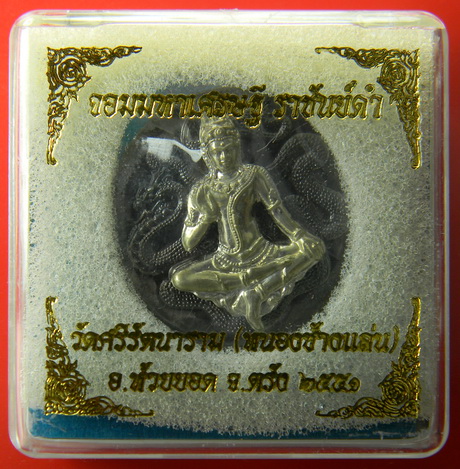 จอมมหาเศรษฐี ราชันย์ดำ
วัดศรีรัตนาราม (หนองช้างแล่น)
อ.ห้วยยอด จ.ตรัง ๒๕๕๑